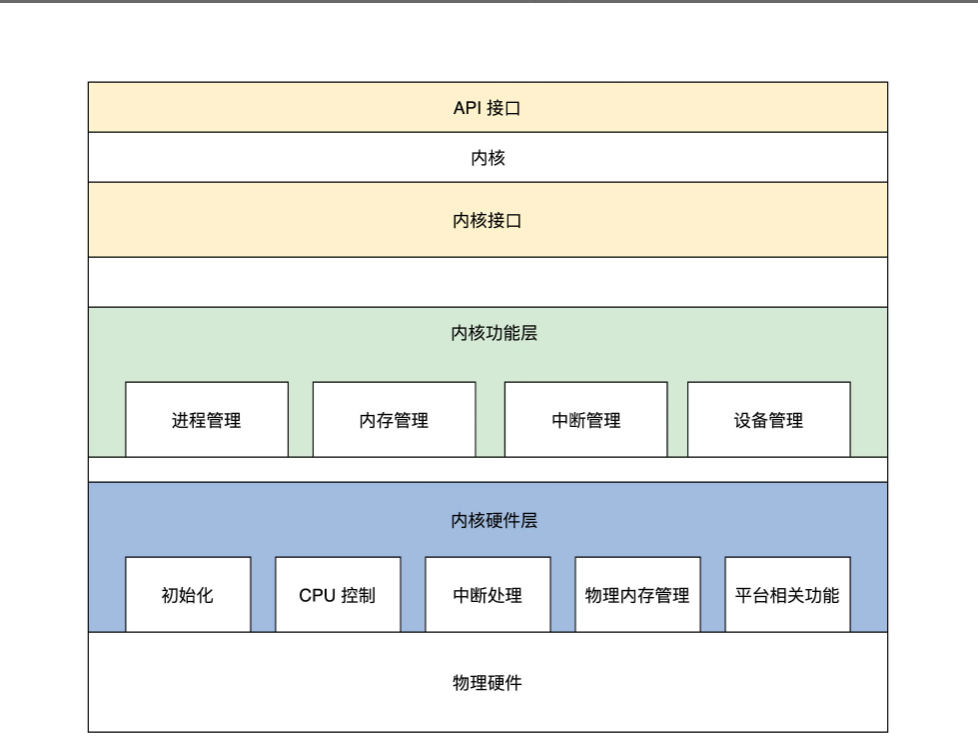 API 接口
内核
内核接口
内核功能层
进程管理
内存管理
中断管理
设备管理
内核硬件层
初始化
CPU 控制
中断处理
物理内存管理
平台相关功能
物理硬件